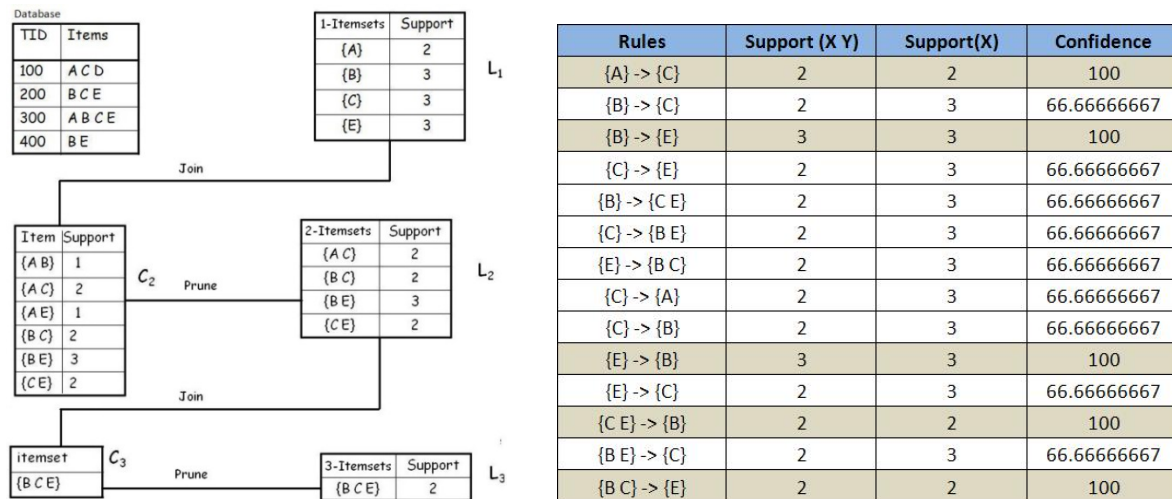 Database
TID Items
100 A C D
200 B C E
300 A B C E
400 B E
1-Itemsets Support
{A} 2
{B} 3
{C} 3
{E} 3
L1
Join
Item Support
{A B} 1
{A C} 2
{A E} 1
{B C} 2
{B E} 3
{C E} 2
C2
Prune
2-Itemsets Support
{A C} 2
{B C} 2
{B E} 3
{C E} 2
L2
Join
itemset
{B C E}
C3
Prune
3-Itemsets Support
{B C E} 2
L3
Rules Support (X Y) Support(X) Confidence
{A} -> {C} 2 2 100
{B} -> {C} 2 3 66.66666667
{B} -> {E} 3 3 100
{C} -> {E} 2 3 66.66666667
{B} -> {C E} 2 3 66.66666667
{C} -> {B E} 2 3 66.66666667
{E} -> {B C} 2 3 66.66666667
{C} -> {A} 2 3 66.66666667
{C} -> {B} 2 3 66.66666667
{E} -> {B} 3 3 100
{E} -> {C} 2 3 66.66666667
{C E} -> {B} 2 2 100
{B E} -> {C} 2 3 66.66666667
{B C} -> {E} 2 2 100